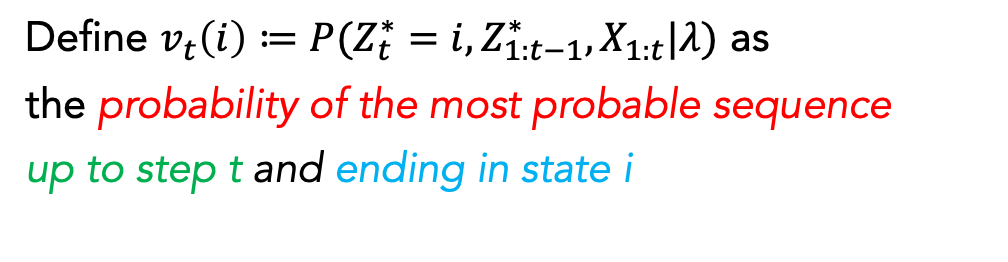 Define 𝑣ₜ(𝑖) ≔ 𝑃(𝑍ₜ* = 𝑖, 𝑍*₁:ₜ₋₁, 𝑋₁:ₜ|𝜆) as
the probability of the most probable sequence
up to step t and ending in state i